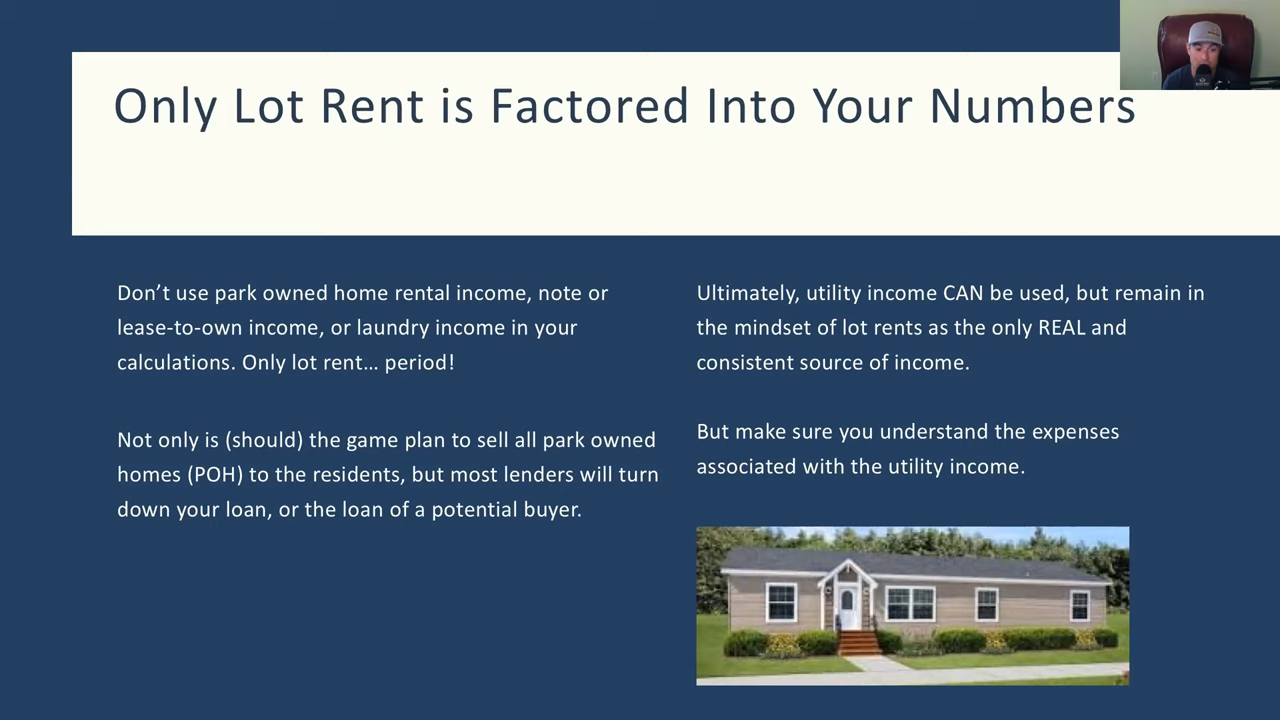 Only Lot Rent is Factored Into Your Numbers
Don’t use park owned home rental income, note or
lease-to-own income, or laundry income in your
calculations. Only lot rent… period!
Not only is (should) the game plan to sell all park owned
homes (POH) to the residents, but most lenders will turn
down your loan, or the loan of a potential buyer.
Ultimately, utility income CAN be used, but remain in
the mindset of lot rents as the only REAL and
consistent source of income.
But make sure you understand the expenses
associated with the utility income.